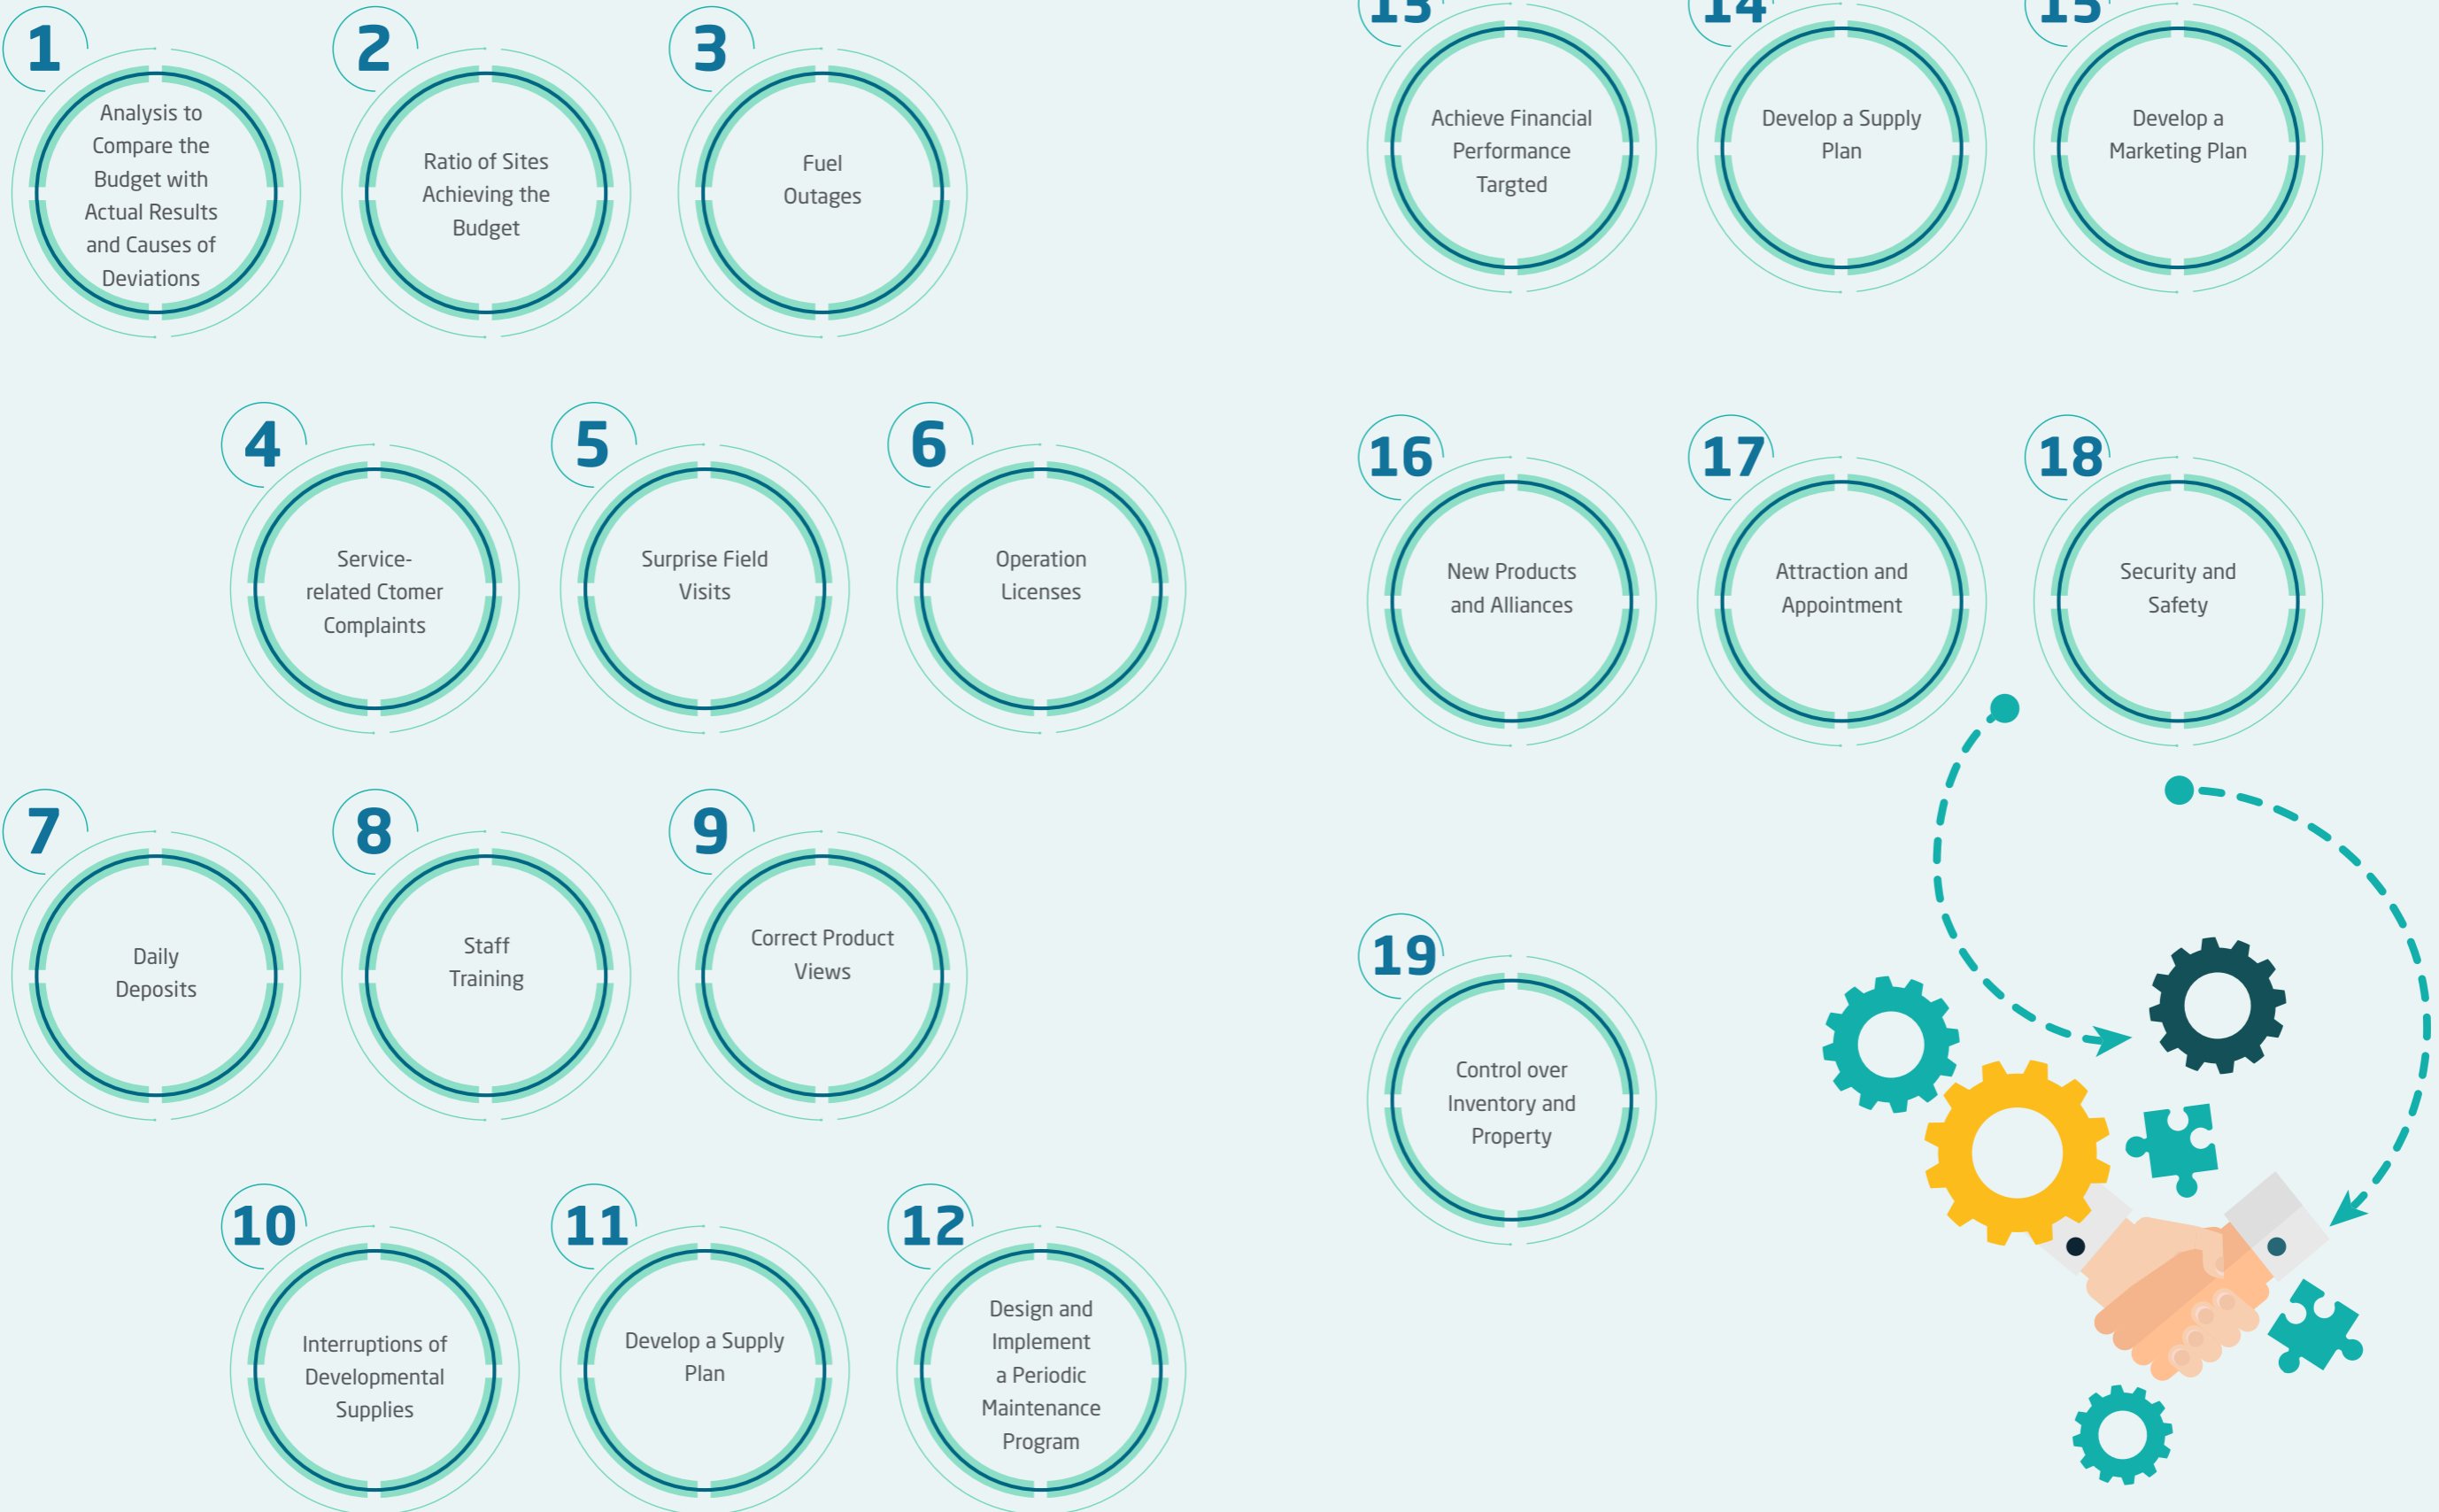 1
Analysis to
Compare the
Budget with
Actual Results
and Causes of
Deviations
2
Ratio of Sites
Achieving the
Budget
3
Fuel
Outages
4
Service-
related Ctomer
Complaints
5
Surprise Field
Visits
6
Operation
Licenses
7
Daily
Deposits
8
Staff
Training
9
Correct Product
Views
10
Interruptions of
Developmental
Supplies
11
Develop a Supply
Plan
12
Design and
Implement
a Periodic
Maintenance
Program
13
Achieve Financial
Performance
Targted
14
Develop a Supply
Plan
15
Develop a
Marketing Plan
16
New Products
and Alliances
17
Attraction and
Appointment
18
Security and
Safety
19
Control over
Inventory and
Property